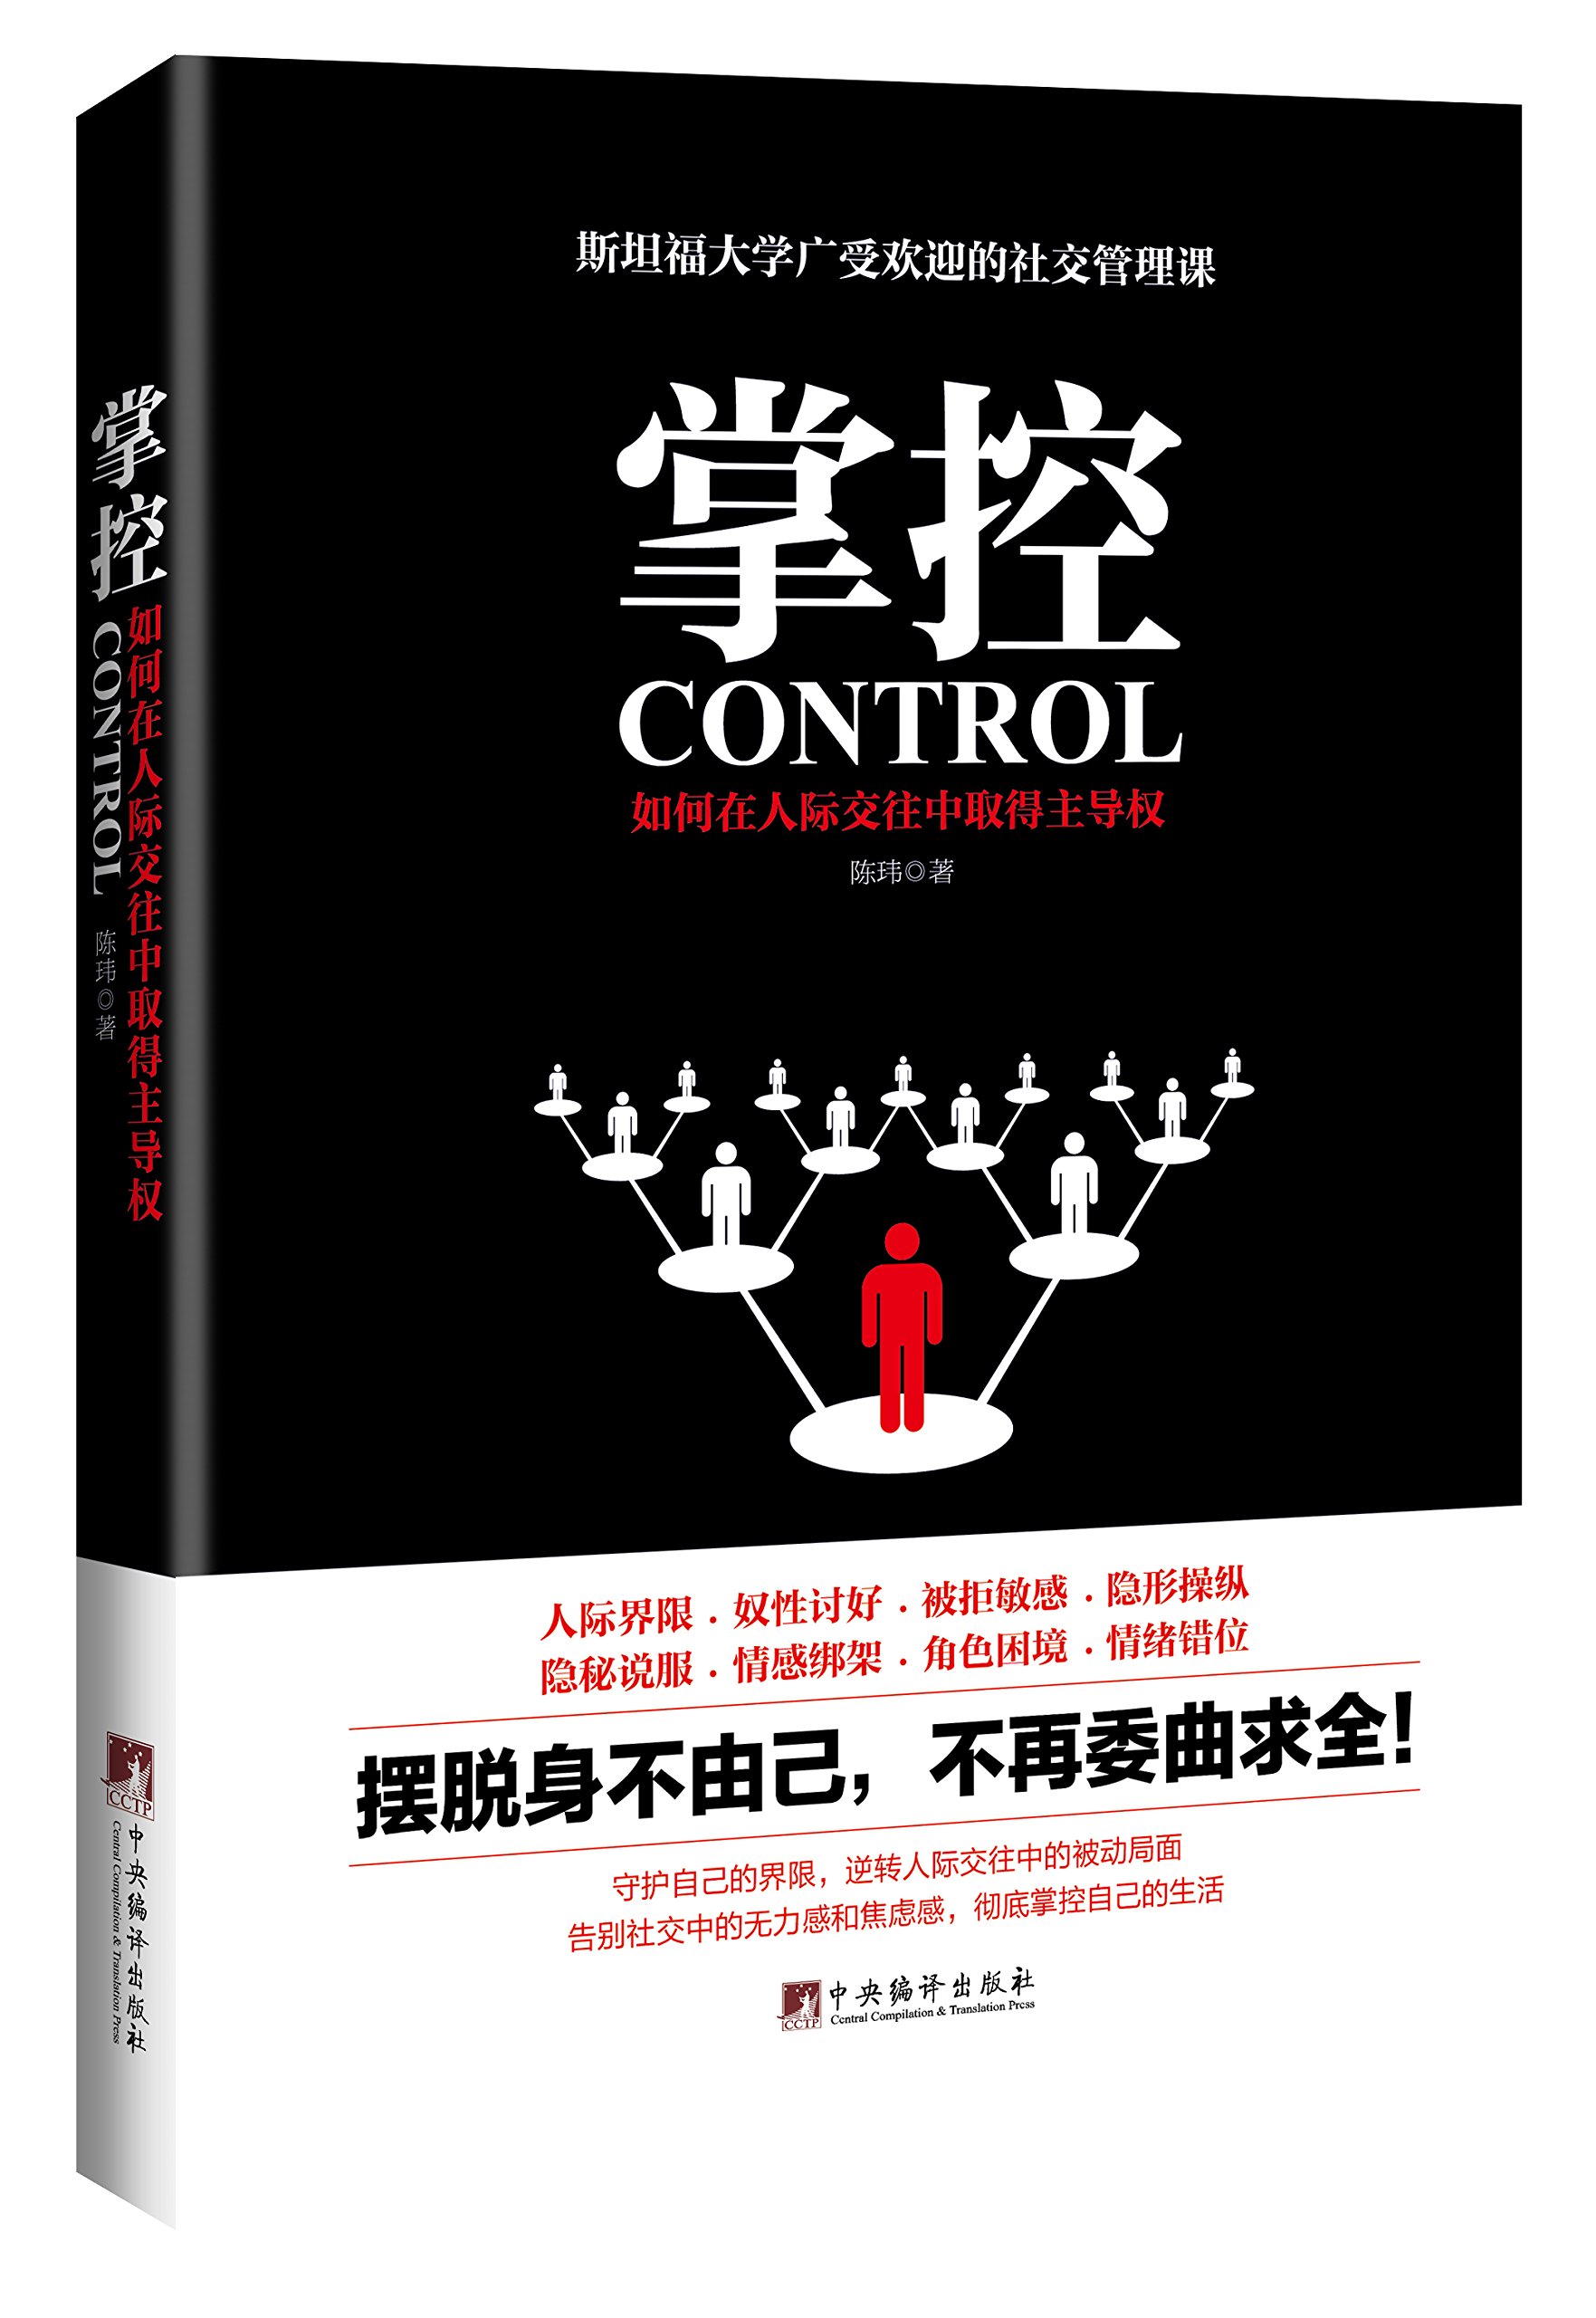 斯坦福大学广受欢迎的社交管理课
掌控
CONTROL
如何在人际交往中取得主导权
陈玮◎著
人际界限．奴性讨好．被拒敏感．隐形操纵
隐秘说服．情感绑架．角色困境．情绪错位
摆脱身不由己，不再委曲求全！
守护自己的界限，逆转人际交往中的被动局面
告别社交中的无力感和焦虑感，彻底掌控自己的生活
CCTP
中央编译出版社
Central Compilation & Translation Press
掌控
CONTROL
如何在人际交往中取得主导权
陈玮◎著
CCTP
中央编译出版社
Central Compilation & Translation Press